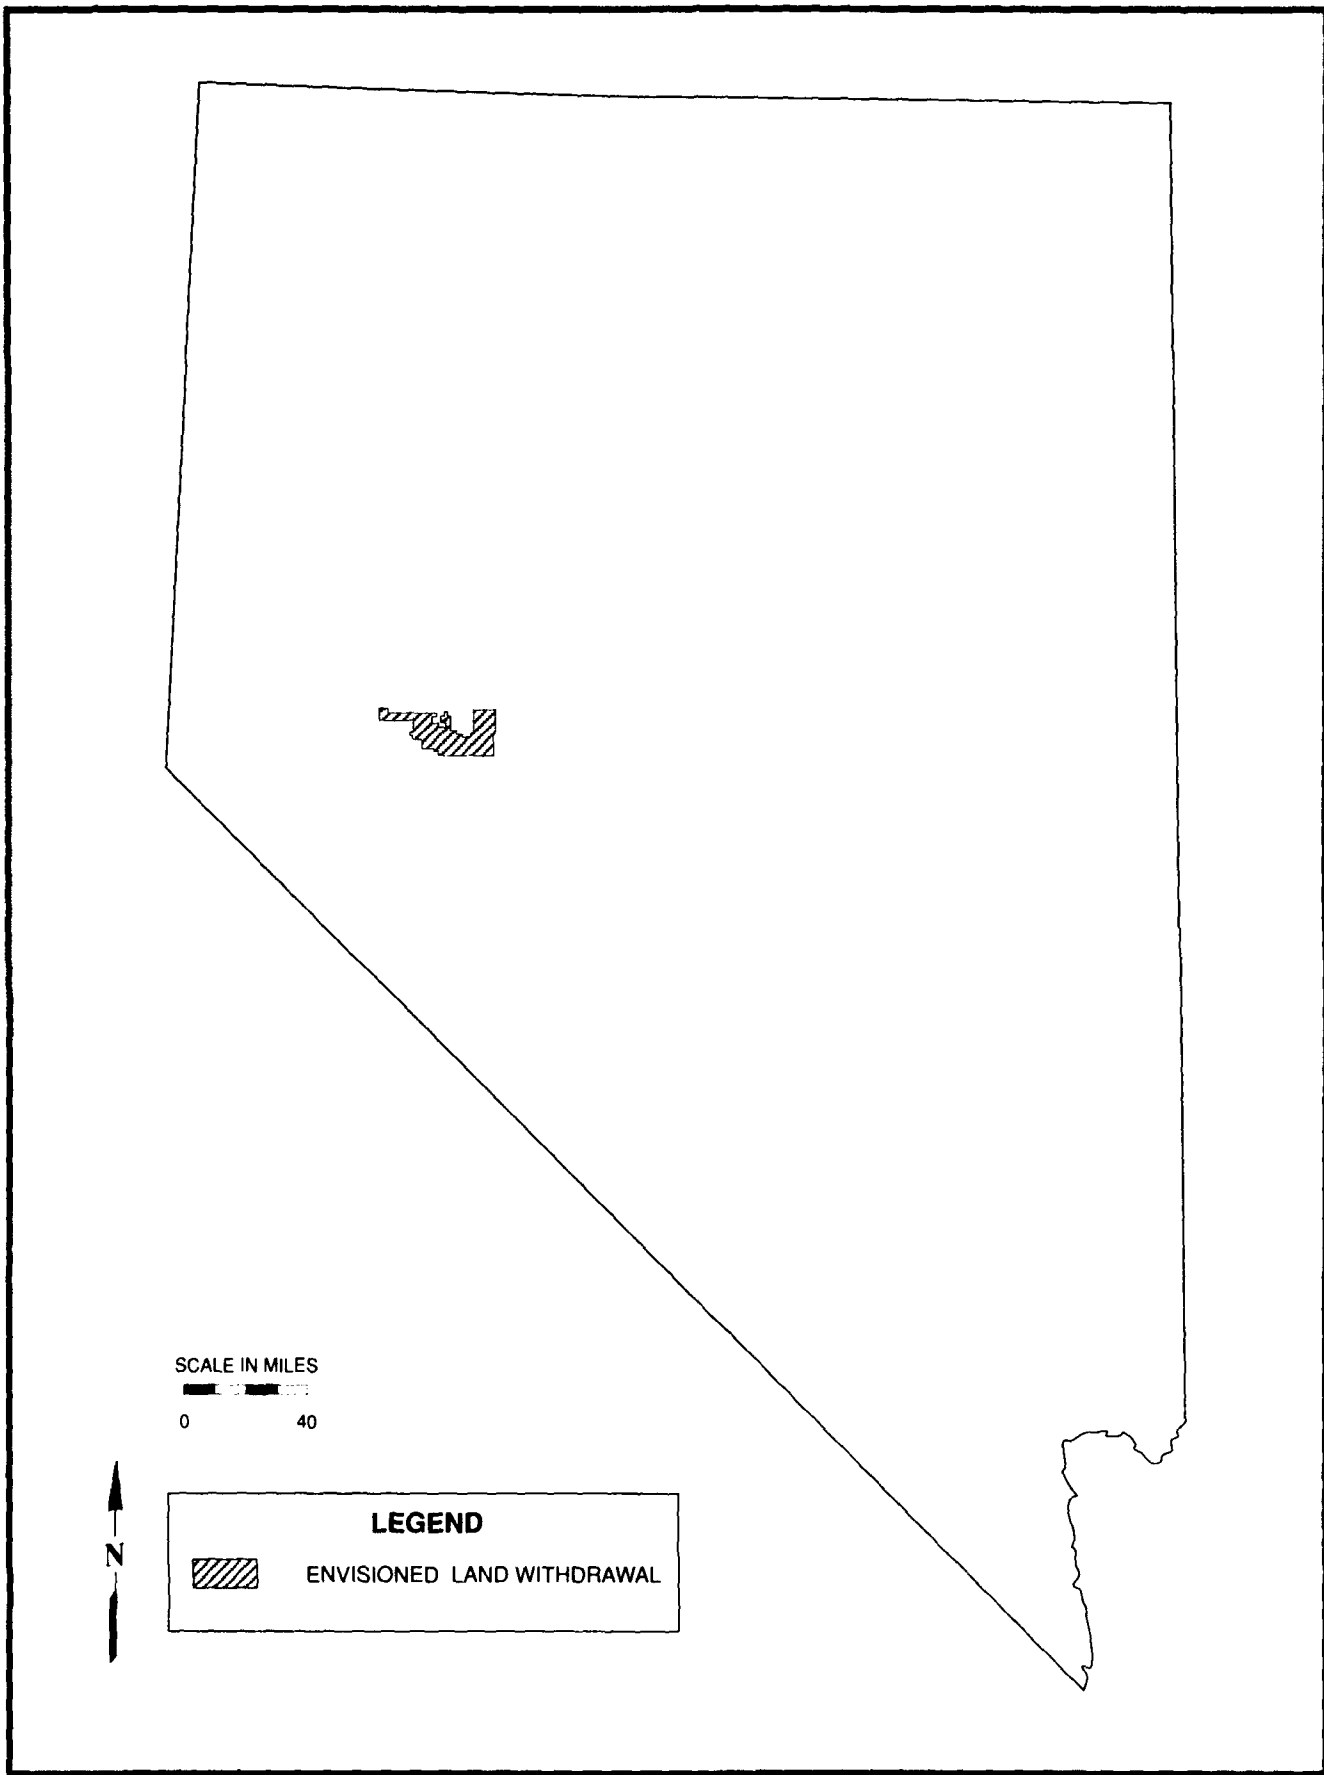 SCALE IN MILES
0 40
N
LEGEND
ENVISIONED LAND WITHDRAWAL